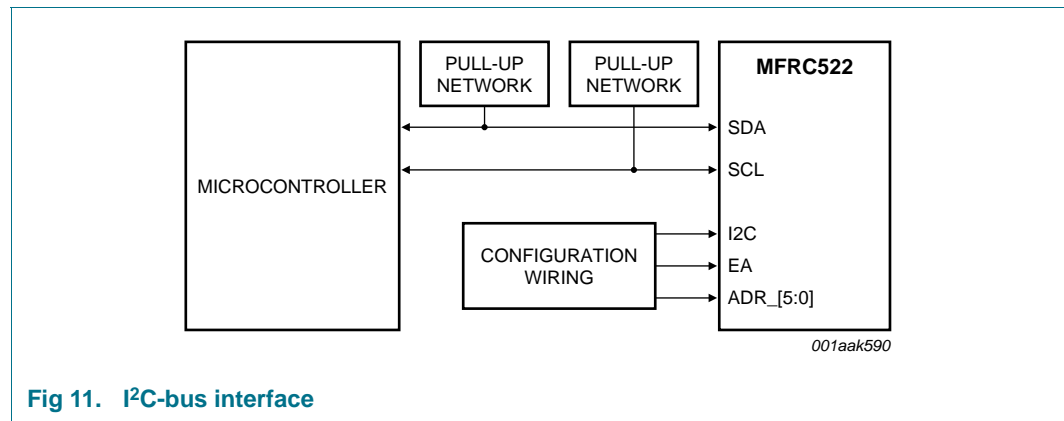 PULL-UP
NETWORK
PULL-UP
NETWORK
MFRC522
SDA
SCL
MICROCONTROLLER
I2C
CONFIGURATION
WIRING
EA
ADR_[5:0]
001aak590
Fig 11. I²C-bus interface